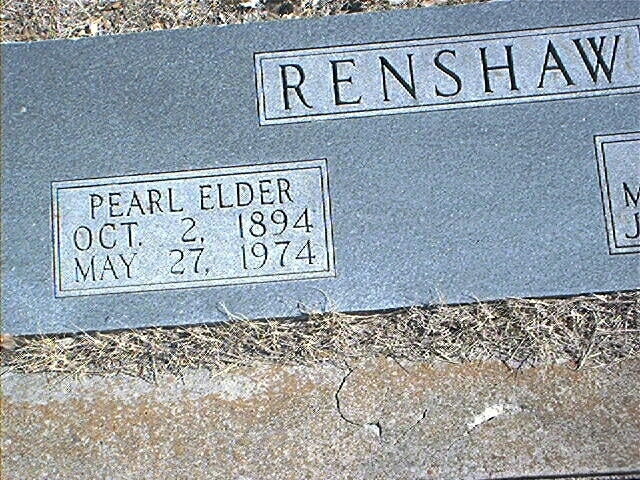 RENSHAW
PEARL ELDER
OCT. 2, 1894
MAY 27, 1974